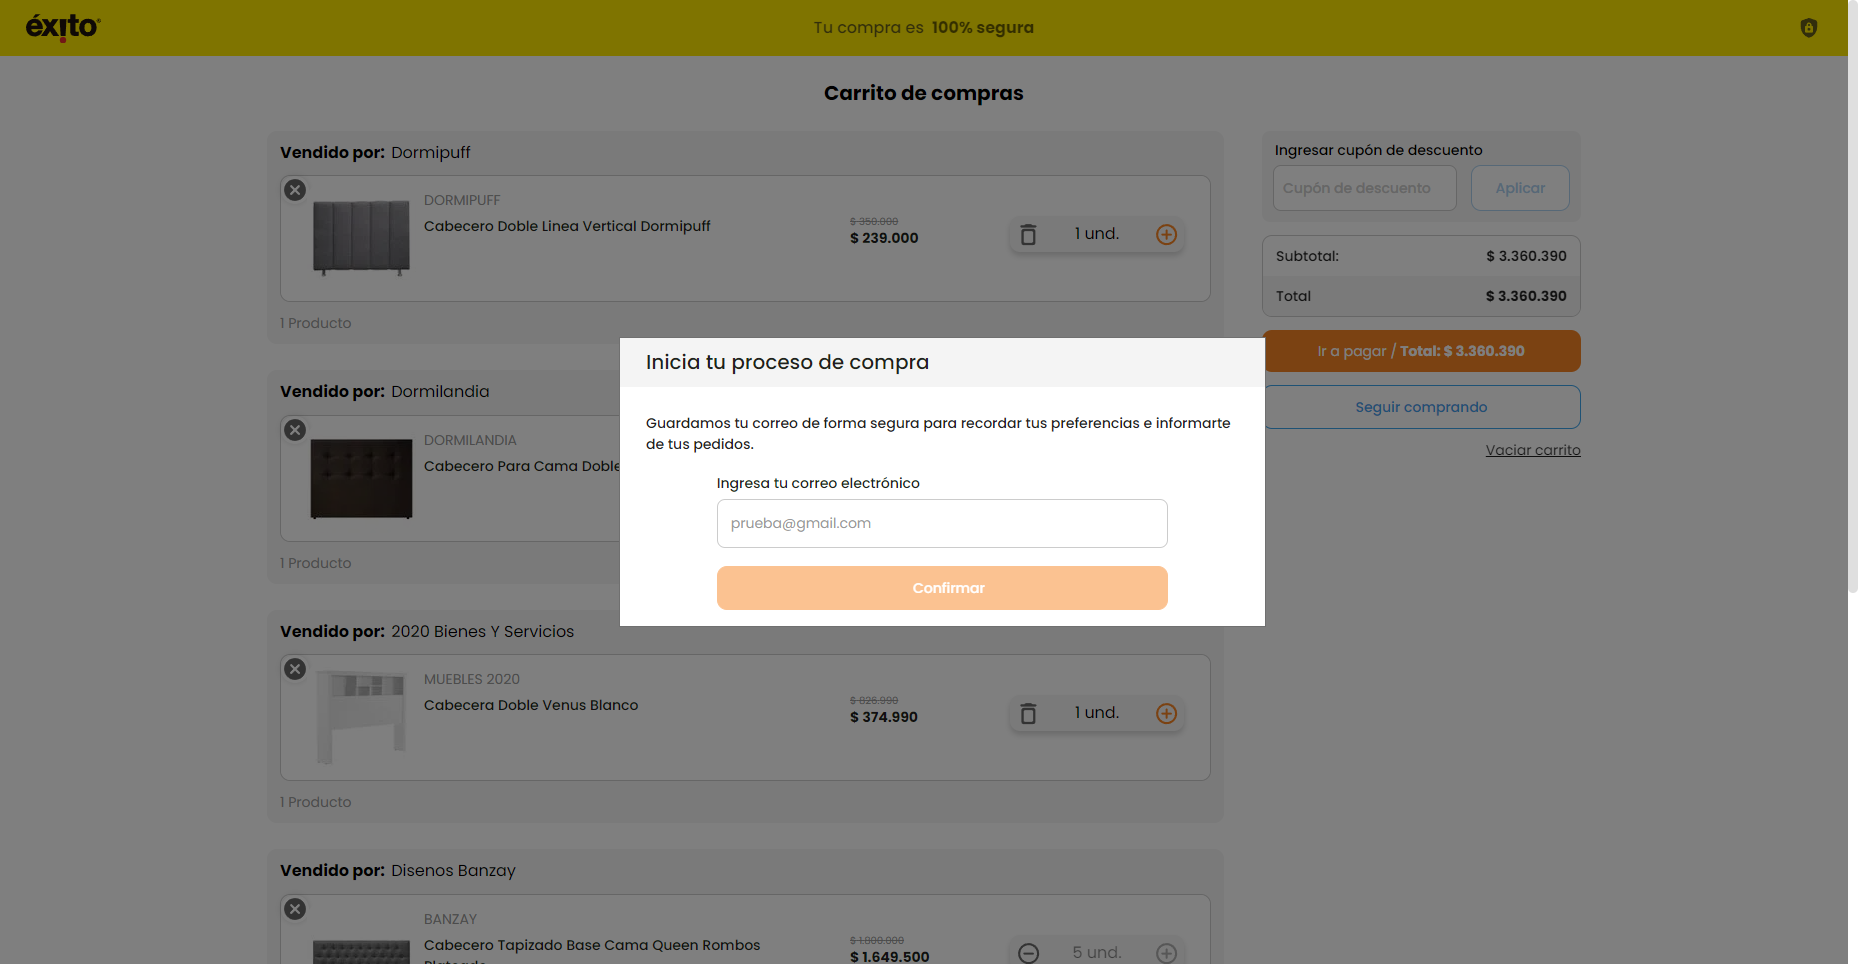 éxito
Tu compra es 100% segura
Carrito de compras
Vendido por: Dormipuff
DORMIPUFF
Cabecero Doble Linea Vertical Dormipuff
$ 350.000
$ 239.000
1 und.
1 Producto
Ingresar cupón de descuento
Cupón de descuento
Aplicar
Subtotal: $ 3.360.390
Total $ 3.360.390
Ir a pagar / Total: $ 3.360.390
Seguir comprando
Vaciar carrito
Inicia tu proceso de compra
Guardamos tu correo de forma segura para recordar tus preferencias e informarte
de tus pedidos.
Ingresa tu correo electrónico
prueba@gmail.com
Confirmar
Vendido por: Dormilandia
DORMILANDIA
Cabecero Para Cama Doble
1 Producto
Vendido por: 2020 Bienes Y Servicios
MUEBLES 2020
Cabecera Doble Venus Blanco
$ 826.990
$ 374.990
1 und.
1 Producto
Vendido por: Disenos Banzay
BANZAY
Cabecero Tapizado Base Cama Queen Rombos
$ 1.800.000
$ 1.649.500
5 und.